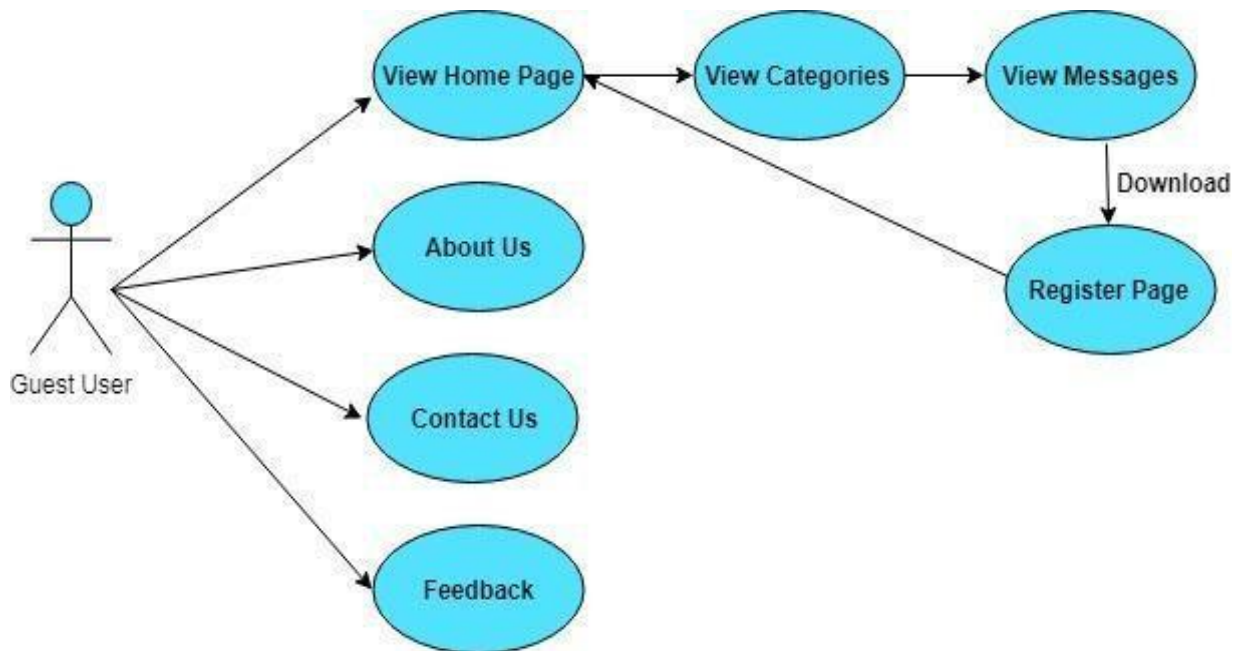 View Home Page
View Categories
View Messages
Download
About Us
Register Page
Guest User
Contact Us
Feedback